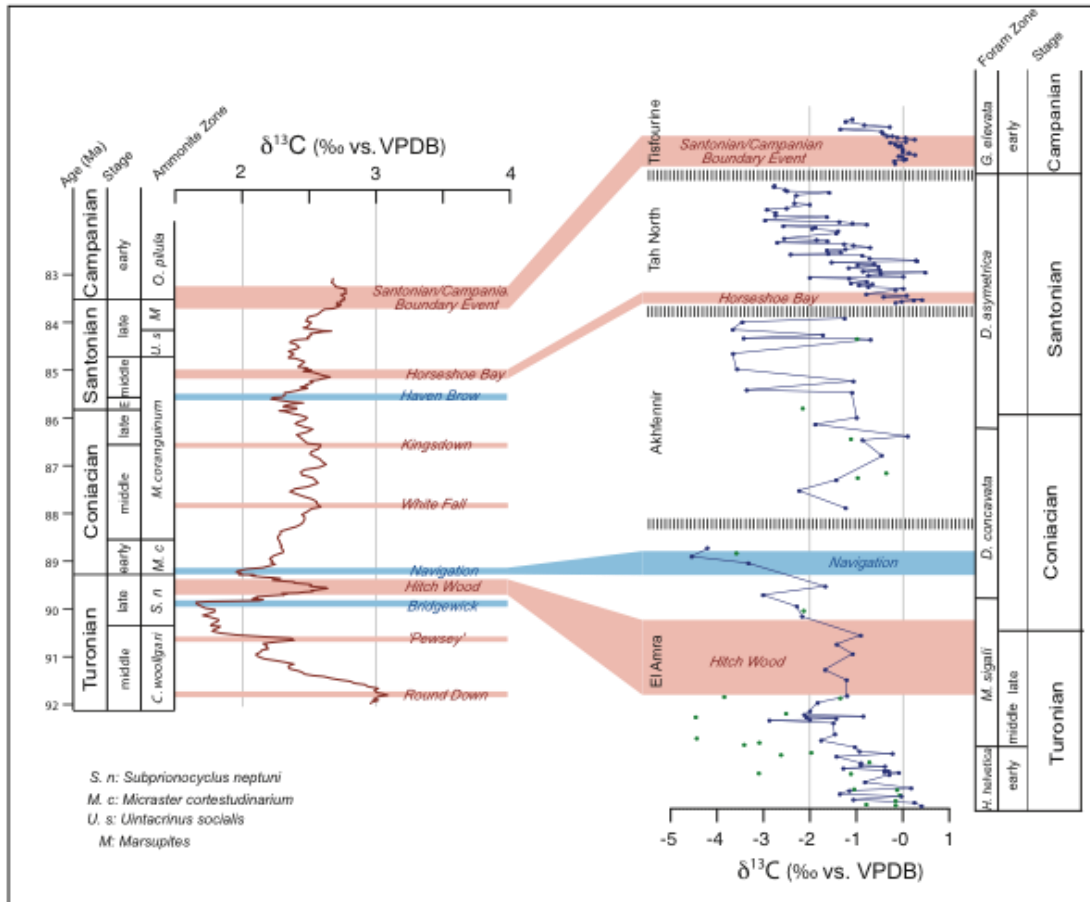 Age (Ma)
Stage
Ammonite Zone
δ13C (‰ vs. VPDB)
2
3
4
Campanian
early
O. pilula
83
Santonian/Campanian
Boundary Event
Santonian
late
M
84
U. s
middle
85
Horseshoe Bay
Haven Brow
E
M.coranguinum
Coniacian
late
86
Kingsdown
middle
87
White Fall
88
early
M. c
89
Navigation
Hitch Wood
Turonian
late
S. n
90
Bridgewick
'Pewsey'
middle
C. woollgari
91
Round Down
92
S. n: Subprionocyclus neptuni
M. c: Micraster cortestudinarium
U. s: Uintacrinus socialis
M: Marsupites
Foram Zone
Stage
Tisfourine
Santonian/Campanian
Boundary Event
G. elevata
early
Campanian
Tah North
Horseshoe Bay
D. asymetrica
Santonian
Akhfennir
D. concavata
Coniacian
Navigation
El Amra
Hitch Wood
M. sigali
late
middle
Turonian
H. helvetica
early
-5
-4
-3
-2
-1
-0
1
δ13C (‰ vs. VPDB)